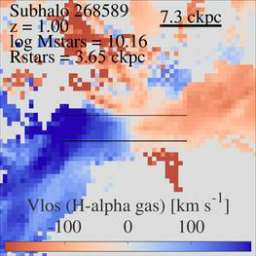 Subhalo 268589
7.3 ckpc
z = 1.00
log Mstars = 10.16
Rstars = 3.65 ckpc
Vlos (H-alpha gas) [km s⁻¹]
-100 0 100